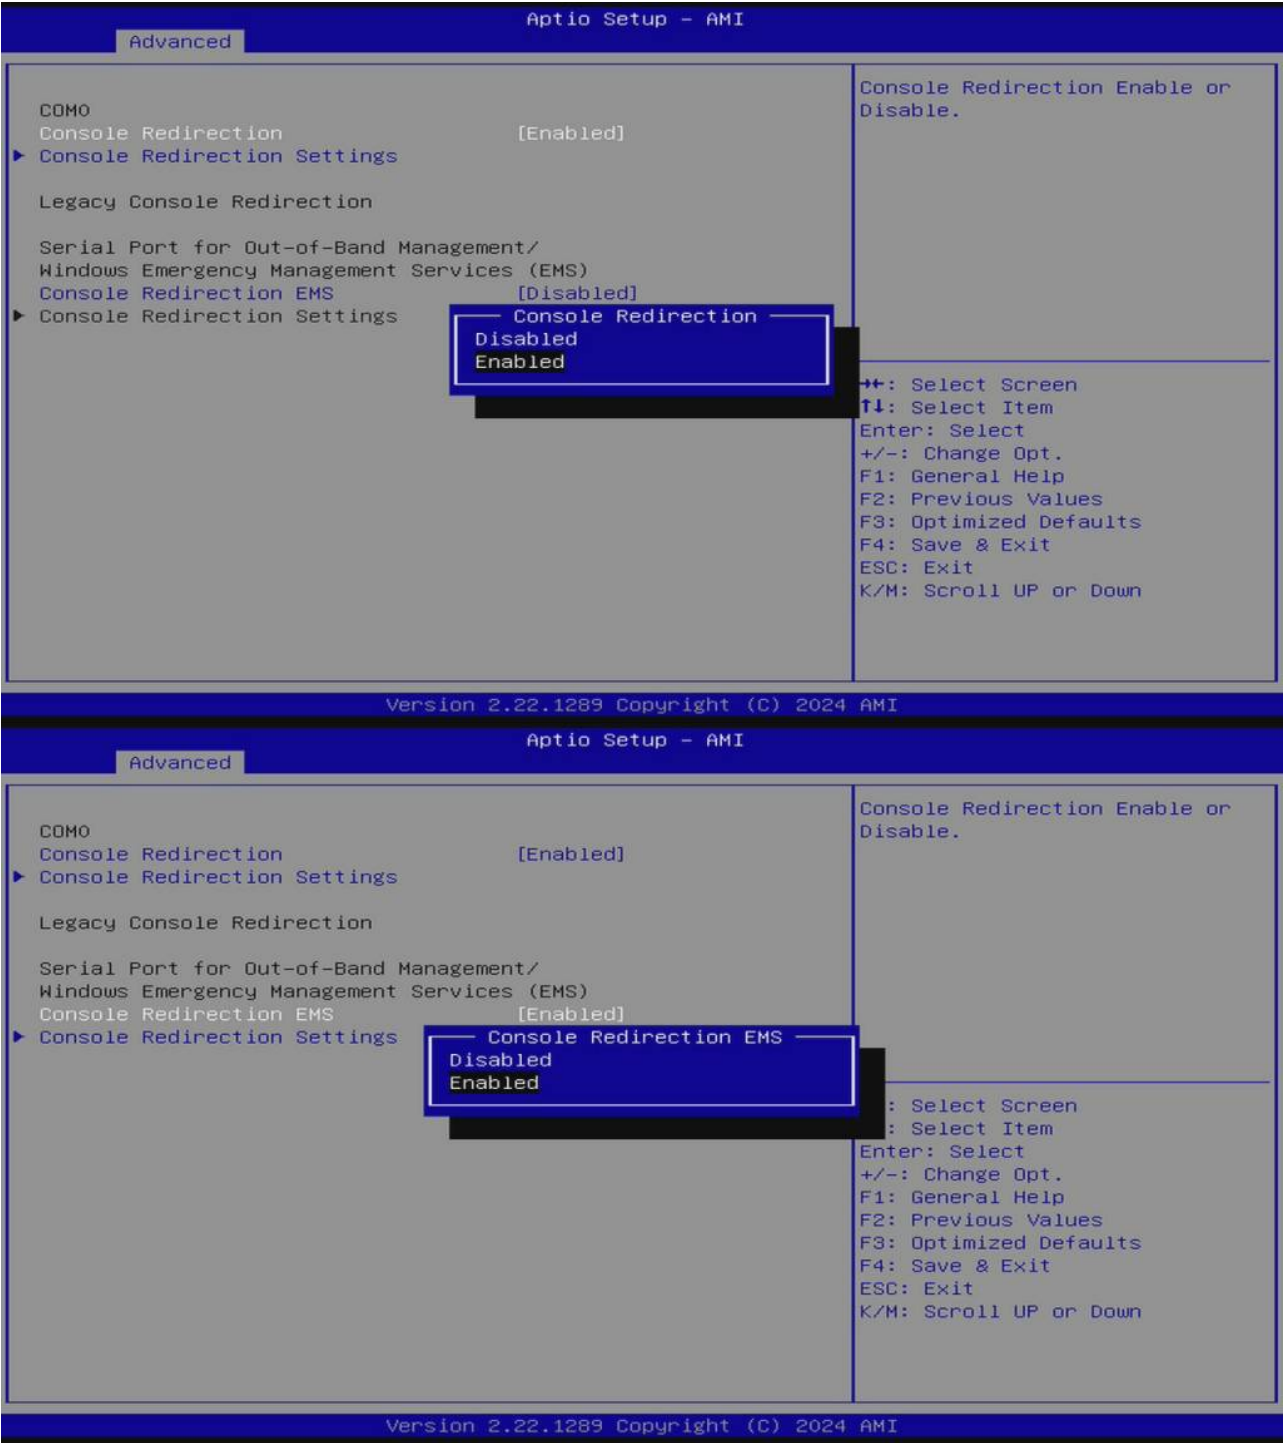 Aptio Setup – AMI
Advanced
COM0
Console Redirection [Enabled]
► Console Redirection Settings
Legacy Console Redirection
Serial Port for Out-of-Band Management/
Windows Emergency Management Services (EMS)
Console Redirection EMS [Disabled]
► Console Redirection Settings
Console Redirection
Disabled
Enabled
Console Redirection Enable or
Disable.
→←: Select Screen
↑↓: Select Item
Enter: Select
+/-: Change Opt.
F1: General Help
F2: Previous Values
F3: Optimized Defaults
F4: Save & Exit
ESC: Exit
K/M: Scroll UP or Down
Version 2.22.1289 Copyright (C) 2024 AMI
Aptio Setup – AMI
Advanced
COM0
Console Redirection [Enabled]
► Console Redirection Settings
Legacy Console Redirection
Serial Port for Out-of-Band Management/
Windows Emergency Management Services (EMS)
Console Redirection EMS [Enabled]
► Console Redirection Settings
Console Redirection EMS
Disabled
Enabled
Console Redirection Enable or
Disable.
: Select Screen
: Select Item
Enter: Select
+/-: Change Opt.
F1: General Help
F2: Previous Values
F3: Optimized Defaults
F4: Save & Exit
ESC: Exit
K/M: Scroll UP or Down
Version 2.22.1289 Copyright (C) 2024 AMI